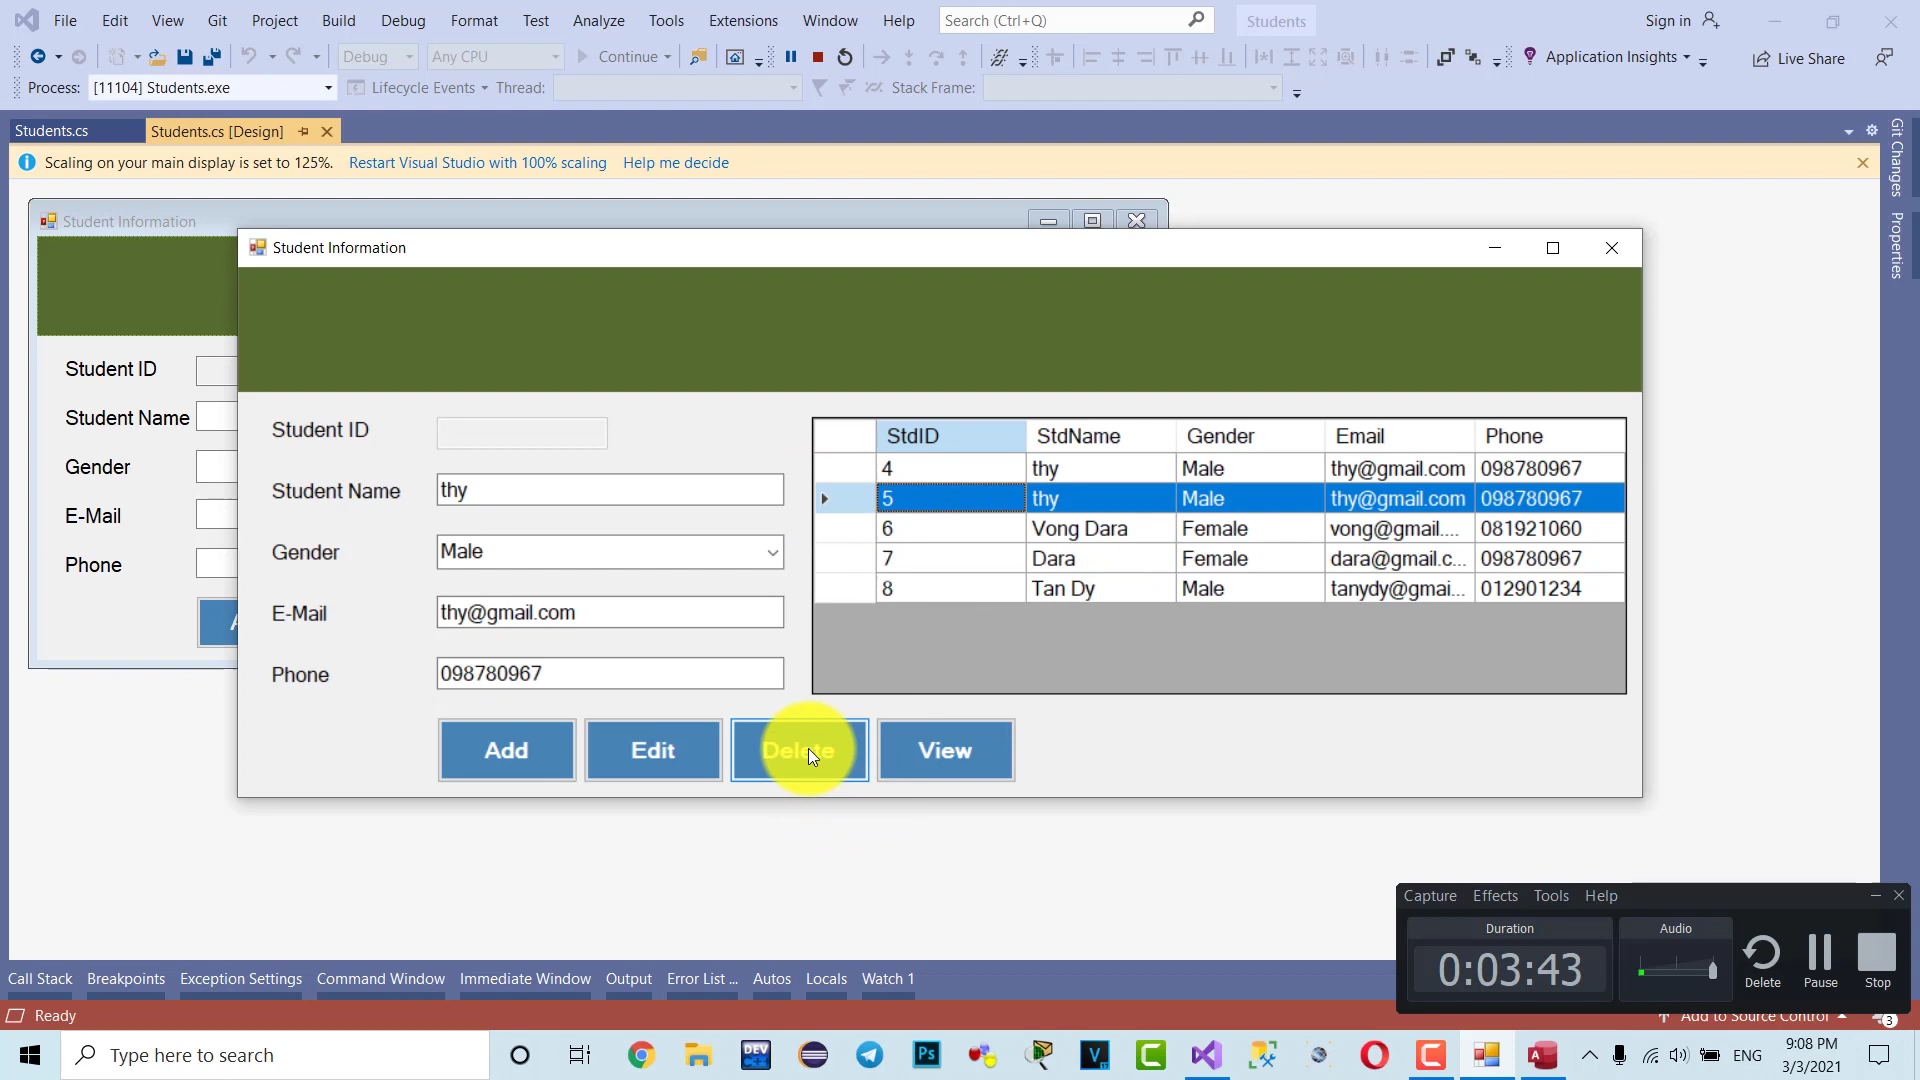 File Edit View Git Project Build Debug Format Test Analyze Tools Extensions Window Help Search (Ctrl+Q) Students Sign in
Debug Any CPU Continue Application Insights Live Share
Process: [11104] Students.exe Lifecycle Events Thread: Stack Frame:
Students.cs Students.cs [Design]
Scaling on your main display is set to 125%. Restart Visual Studio with 100% scaling Help me decide
Git Changes
Properties
Student Information
Student ID
Student Name
Gender
E-Mail
Phone
A
Student Information
Student ID
Student Name thy
Gender Male
E-Mail thy@gmail.com
Phone 098780967
StdID StdName Gender Email Phone
4 thy Male thy@gmail.com 098780967
5 thy Male thy@gmail.com 098780967
6 Vong Dara Female vong@gmail.... 081921060
7 Dara Female dara@gmail.c... 098780967
8 Tan Dy Male tanydy@gmai... 012901234
Add Edit Delete View
Capture Effects Tools Help
Duration Audio
0:03:43
Delete Pause Stop
Call Stack Breakpoints Exception Settings Command Window Immediate Window Output Error List ... Autos Locals Watch 1
Ready Add to Source Control 3
Type here to search
DEV
Ps
V
C
C
A
ENG
9:08 PM
3/3/2021